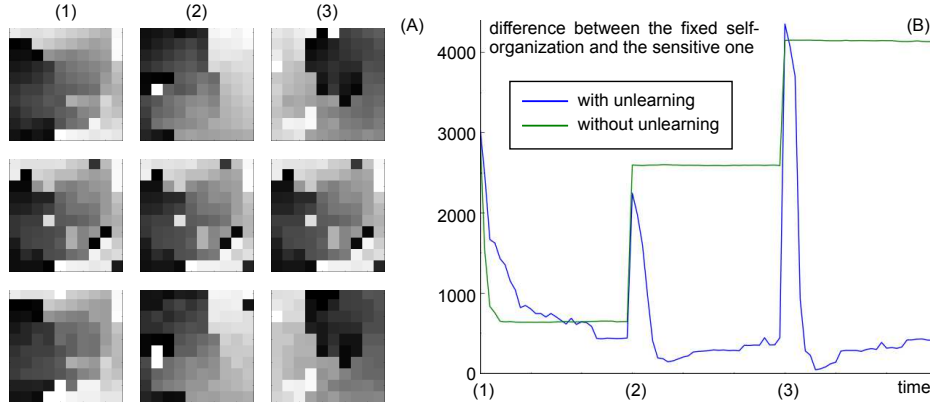 (1) (2) (3) (A)
difference between the fixed self-
organization and the sensitive one
(B)
with unlearning
without unlearning
4000
3000
2000
1000
0
(1) (2) (3) time